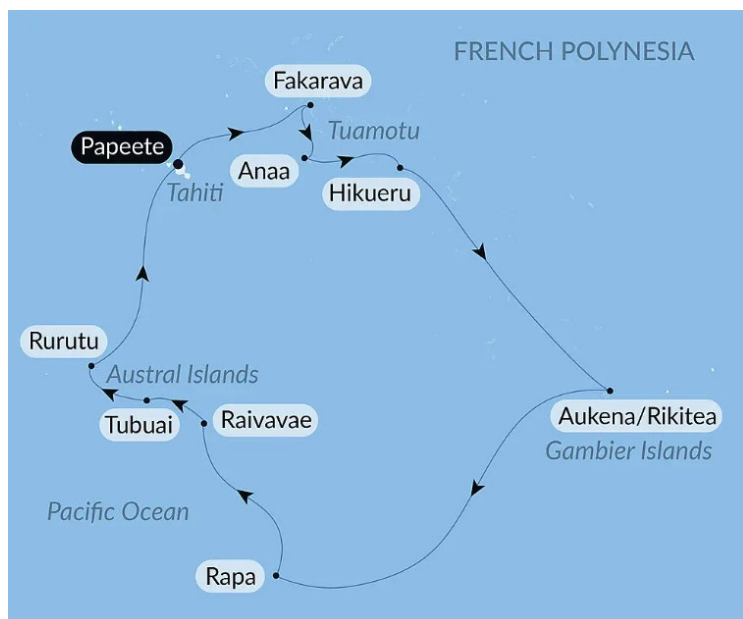 FRENCH POLYNESIA
Fakarava
Tuamotu
Papeete
Anaa
Tahiti
Hikueru
Rurutu
Austral Islands
Aukena/Rikitea
Tubuai
Raivavae
Gambier Islands
Pacific Ocean
Rapa